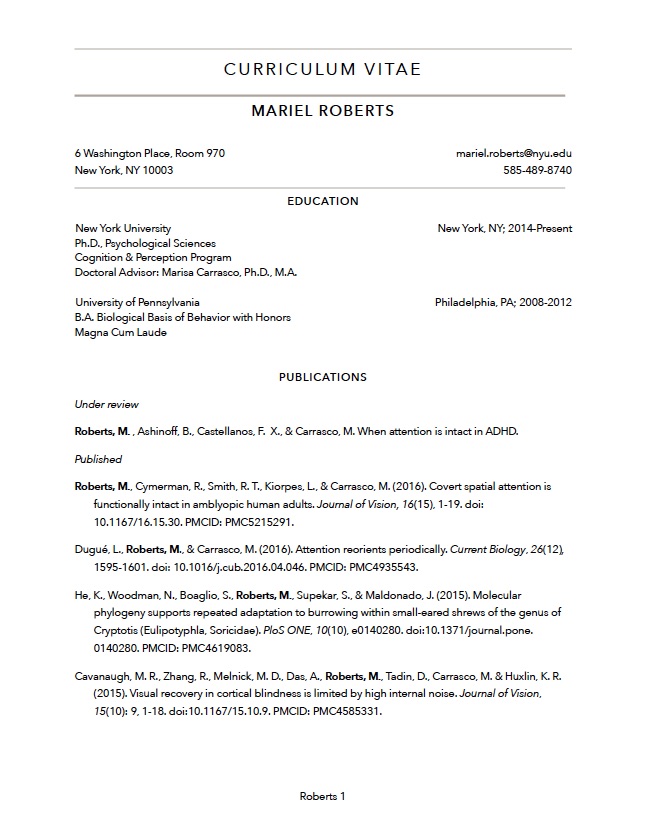 CURRICULUM VITAE
MARIEL ROBERTS
6 Washington Place, Room 970 mariel.roberts@nyu.edu
New York, NY 10003 585-489-8740
EDUCATION
New York University New York, NY; 2014-Present
Ph.D., Psychological Sciences
Cognition & Perception Program
Doctoral Advisor: Marisa Carrasco, Ph.D., M.A.
University of Pennsylvania Philadelphia, PA; 2008-2012
B.A. Biological Basis of Behavior with Honors
Magna Cum Laude
PUBLICATIONS
Under review
Roberts, M. , Ashinoff, B., Castellanos, F. X., & Carrasco, M. When attention is intact in ADHD.
Published
Roberts, M., Cymerman, R., Smith, R. T., Kiorpes, L., & Carrasco, M. (2016). Covert spatial attention is
functionally intact in amblyopic human adults. Journal of Vision, 16(15), 1-19. doi:
10.1167/16.15.30. PMCID: PMC5215291.
Dugué, L., Roberts, M., & Carrasco, M. (2016). Attention reorients periodically. Current Biology, 26(12),
1595-1601. doi: 10.1016/j.cub.2016.04.046. PMCID: PMC4935543.
He, K., Woodman, N., Boaglio, S., Roberts, M., Supekar, S., & Maldonado, J. (2015). Molecular
phylogeny supports repeated adaptation to burrowing within small-eared shrews of the genus of
Cryptotis (Eulipotyphla, Soricidae). PloS ONE, 10(10), e0140280. doi:10.1371/journal.pone.
0140280. PMCID: PMC4619083.
Cavanaugh, M. R., Zhang, R., Melnick, M. D., Das, A., Roberts, M., Tadin, D., Carrasco, M. & Huxlin, K. R.
(2015). Visual recovery in cortical blindness is limited by high internal noise. Journal of Vision,
15(10): 9, 1-18. doi:10.1167/15.10.9. PMCID: PMC4585331.
Roberts 1